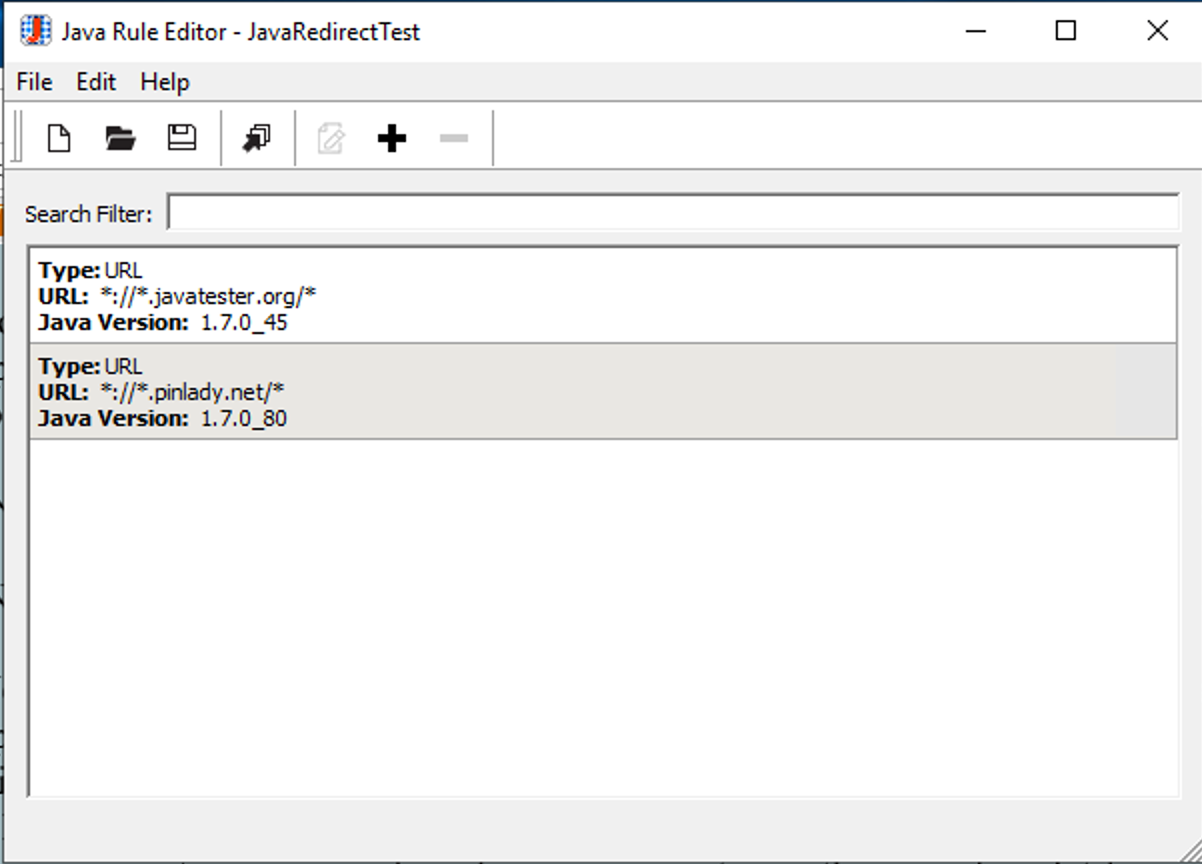 Java Rule Editor - JavaRedirectTest
File Edit Help
Search Filter:
Type: URL
URL: *://*.javatester.org/*
Java Version: 1.7.0_45
Type: URL
URL: *://*.pinlady.net/*
Java Version: 1.7.0_80